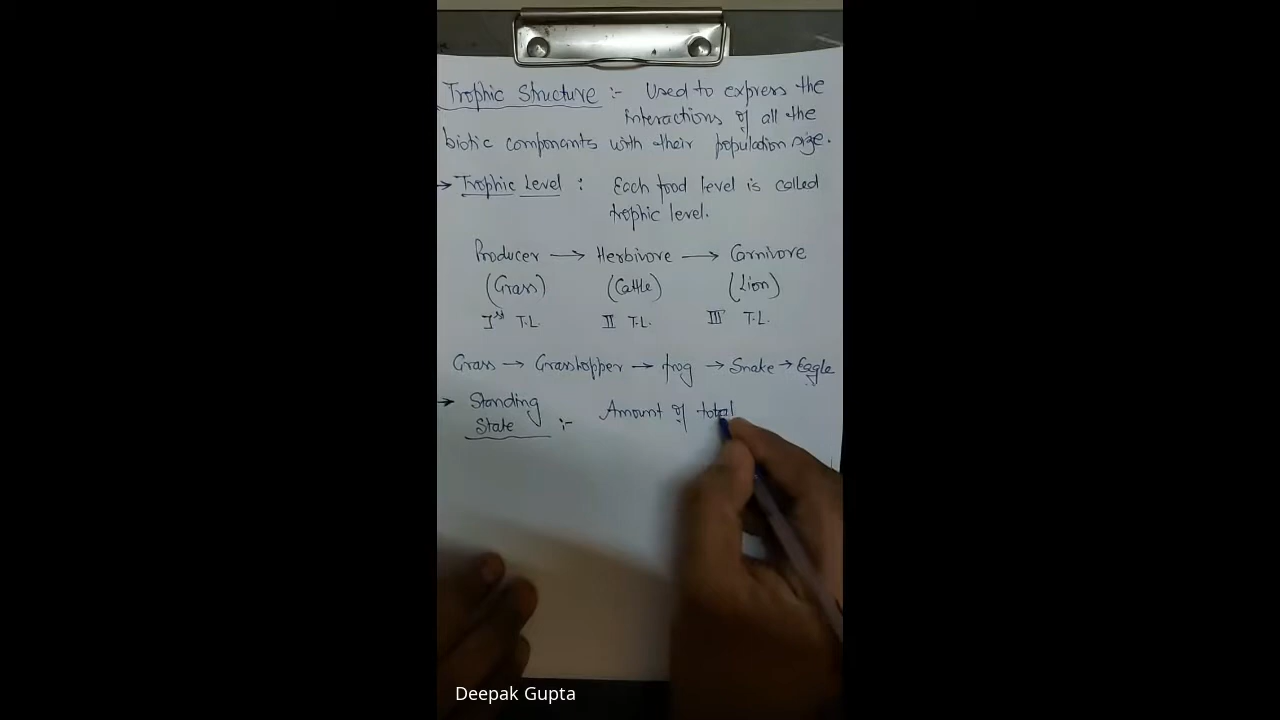 Trophic Structure :- Used to express the
interactions of all the
biotic componants with their population size.
→ Trophic Level : Each food level is called
trophic level.
Producer → Herbivore → Carnivore
(Grass) (Cattle) (Lion)
Ist T.L. II T.L. III T.L.
Grass → Grasshopper → frog → Snake → Eagle
→ Standing
State :- Amount of total
Deepak Gupta